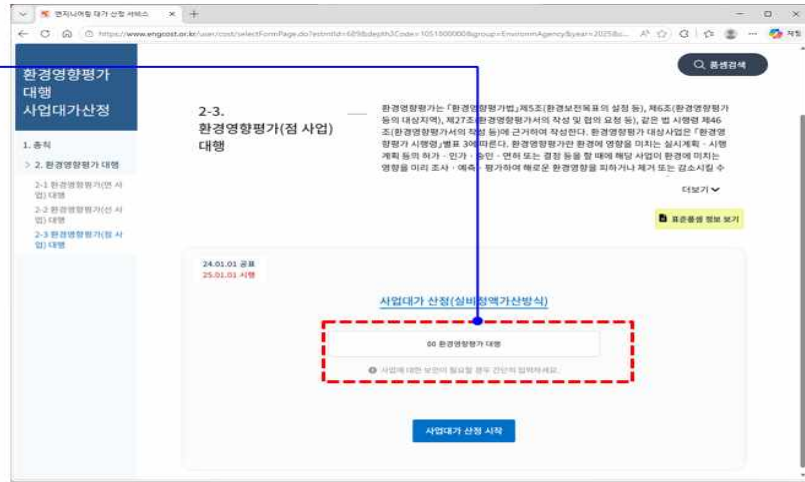 엔지니어링 대가 산정 서비스
https://www.engcost.or.kr/user/cost/selectFormPage.do?estmtId=689&depth3Code=1051800000&group=EnvironmAgency&year=2025&
저장
환경영향평가
대행
사업대가산정
1. 총칙
> 2. 환경영향평가 대행
2-1 환경영향평가(면 사
업) 대행
2-2 환경영향평가(선 사
업) 대행
2-3 환경영향평가(점 사
업) 대행
품셈검색
2-3.
환경영향평가(점 사업)
대행
환경영향평가는 「환경영향평가법」제5조(환경보전목표의 설정 등), 제6조(환경영향평가
등의 대상지역), 제27조(환경영향평가서의 작성 및 협의 요청 등), 같은 법 시행령 제46
조(환경영향평가서의 작성 등)에 근거하여 작성한다. 환경영향평가 대상사업은 「환경영
향평가 시행령」별표 3에 따른다. 환경영향평가란 환경에 영향을 미치는 실시계획ㆍ시행
계획 등의 허가ㆍ인가ㆍ승인ㆍ면허 또는 결정 등을 할 때에 해당 사업이 환경에 미치는
영향을 미리 조사ㆍ예측ㆍ평가하여 해로운 환경영향을 피하거나 제거 또는 감소시킬 수
더보기
표준품셈 정보 보기
24.01.01 공표
25.01.01 시행
사업대가 산정(실비정액가산방식)
00 환경영향평가 대행
사업에 대한 보안이 필요할 경우 간단히 입력하세요.
사업대가 산정 시작